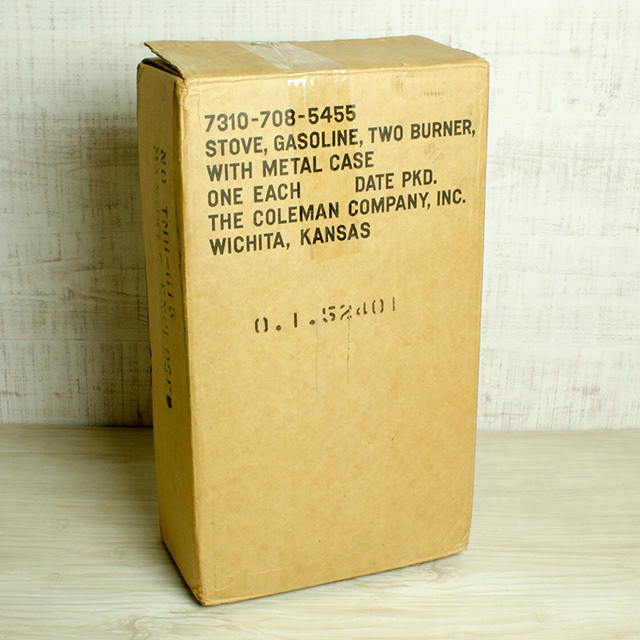 7310-708-5455
STOVE, GASOLINE, TWO BURNER,
WITH METAL CASE
ONE EACH DATE PKD.
THE COLEMAN COMPANY, INC.
WICHITA, KANSAS